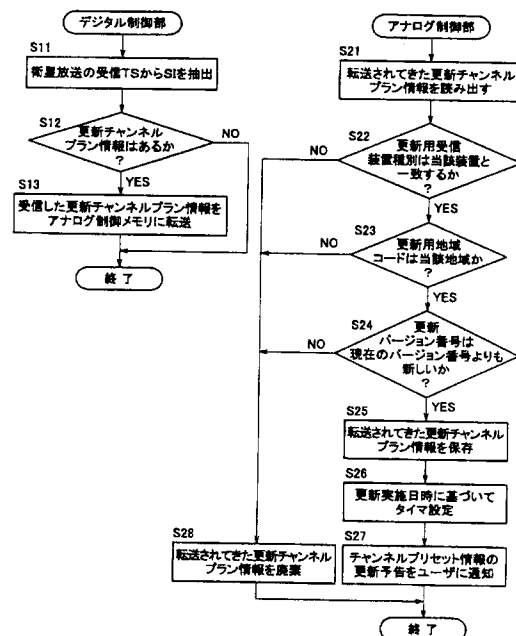 デジタル制御部
S11
衛星放送の受信TSからSIを抽出
S12
更新チャンネル
プラン情報はあるか
?
NO
YES
S13
受信した更新チャンネルプラン情報を
アナログ制御メモリに転送
終了
アナログ制御部
S21
転送されてきた更新チャンネル
プラン情報を読み出す
S22
更新用受信
装置種別は当該装置と
一致するか
?
NO
YES
S23
更新用地域
コードは当該地域か
?
NO
YES
S24
更新
バージョン番号は
現在のバージョン番号よりも
新しいか
?
NO
YES
S25
転送されてきた更新チャンネル
プラン情報を保存
S26
更新実施日時に基づいて
タイマ設定
S27
チャンネルプリセット情報の
更新予告をユーザに通知
S28
転送されてきた更新チャンネル
プラン情報を廃棄
終了